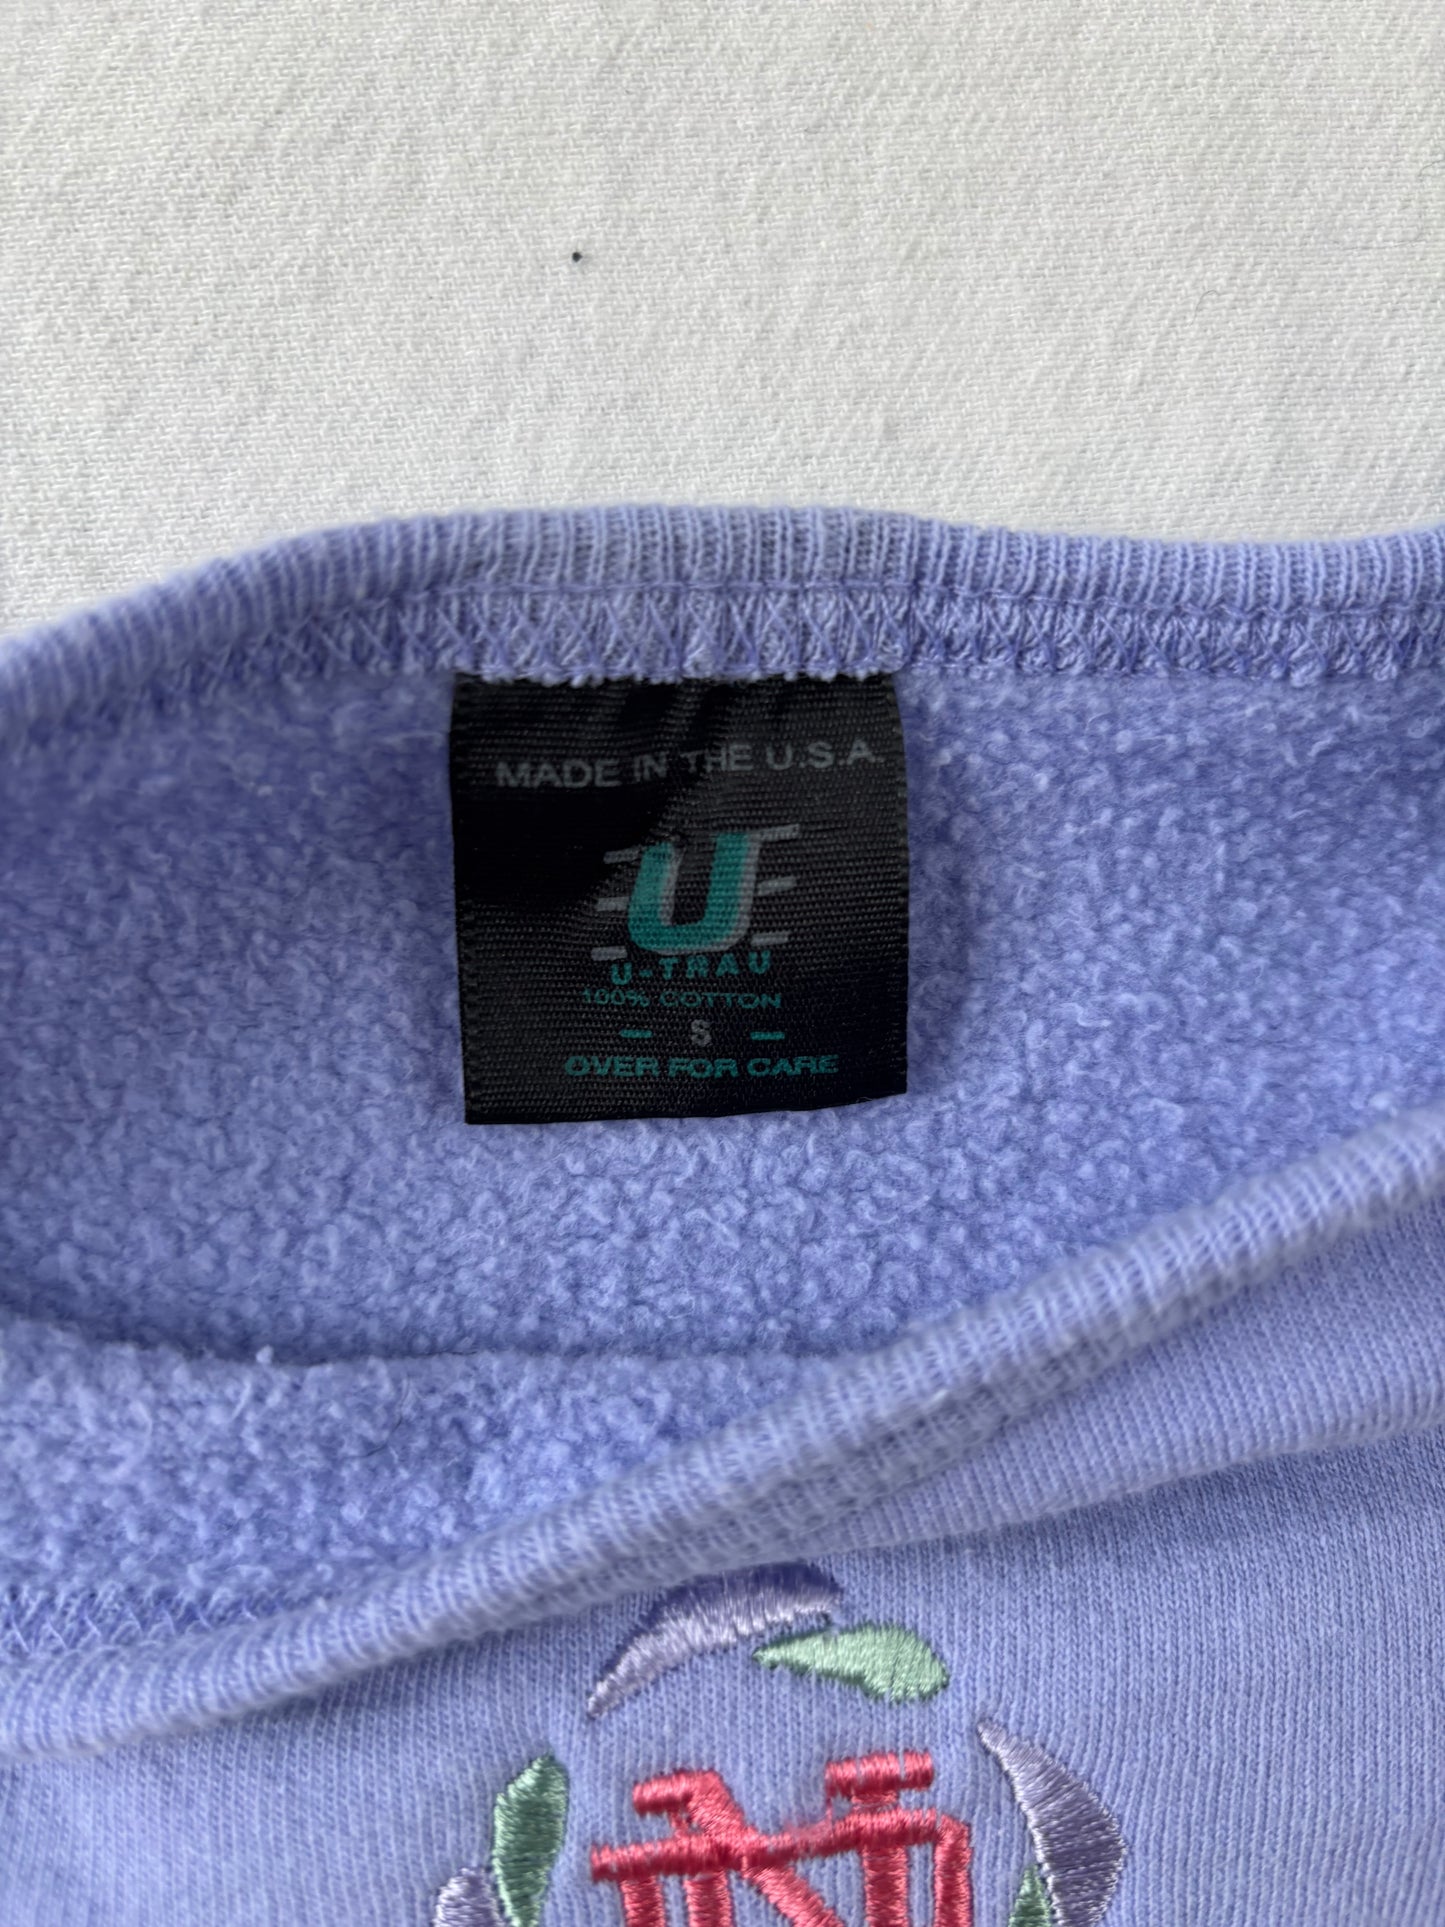 MADE IN THE U.S.A.
U
U-TRAU
100% COTTON
- S -
OVER FOR CARE